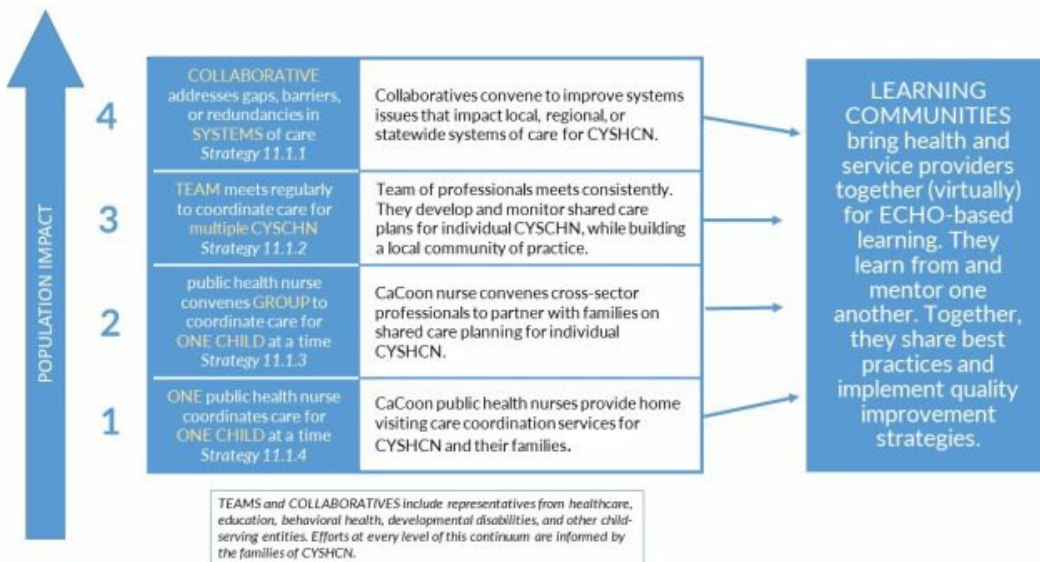 POPULATION IMPACT
4
COLLABORATIVE
addresses gaps, barriers,
or redundancies in
SYSTEMS of care
Strategy 11.1.1
Collaboratives convene to improve systems
issues that impact local, regional, or
statewide systems of care for CYSHCN.
3
TEAM meets regularly
to coordinate care for
multiple CYSCHN
Strategy 11.1.2
Team of professionals meets consistently.
They develop and monitor shared care
plans for individual CYSCHN, while building
a local community of practice.
2
public health nurse
convenes GROUP to
coordinate care for
ONE CHILD at a time
Strategy 11.1.3
CaCoon nurse convenes cross-sector
professionals to partner with families on
shared care planning for individual
CYSHCN.
1
ONE public health nurse
coordinates care for
ONE CHILD at a time
Strategy 11.1.4
CaCoon public health nurses provide home
visiting care coordination services for
CYSHCN and their families.
LEARNING
COMMUNITIES
bring health and
service providers
together (virtually)
for ECHO-based
learning. They
learn from and
mentor one
another. Together,
they share best
practices and
implement quality
improvement
strategies.
TEAMS and COLLABORATIVES include representatives from healthcare,
education, behavioral health, developmental disabilities, and other child-
serving entities. Efforts at every level of this continuum are informed by
the families of CYSHCN.